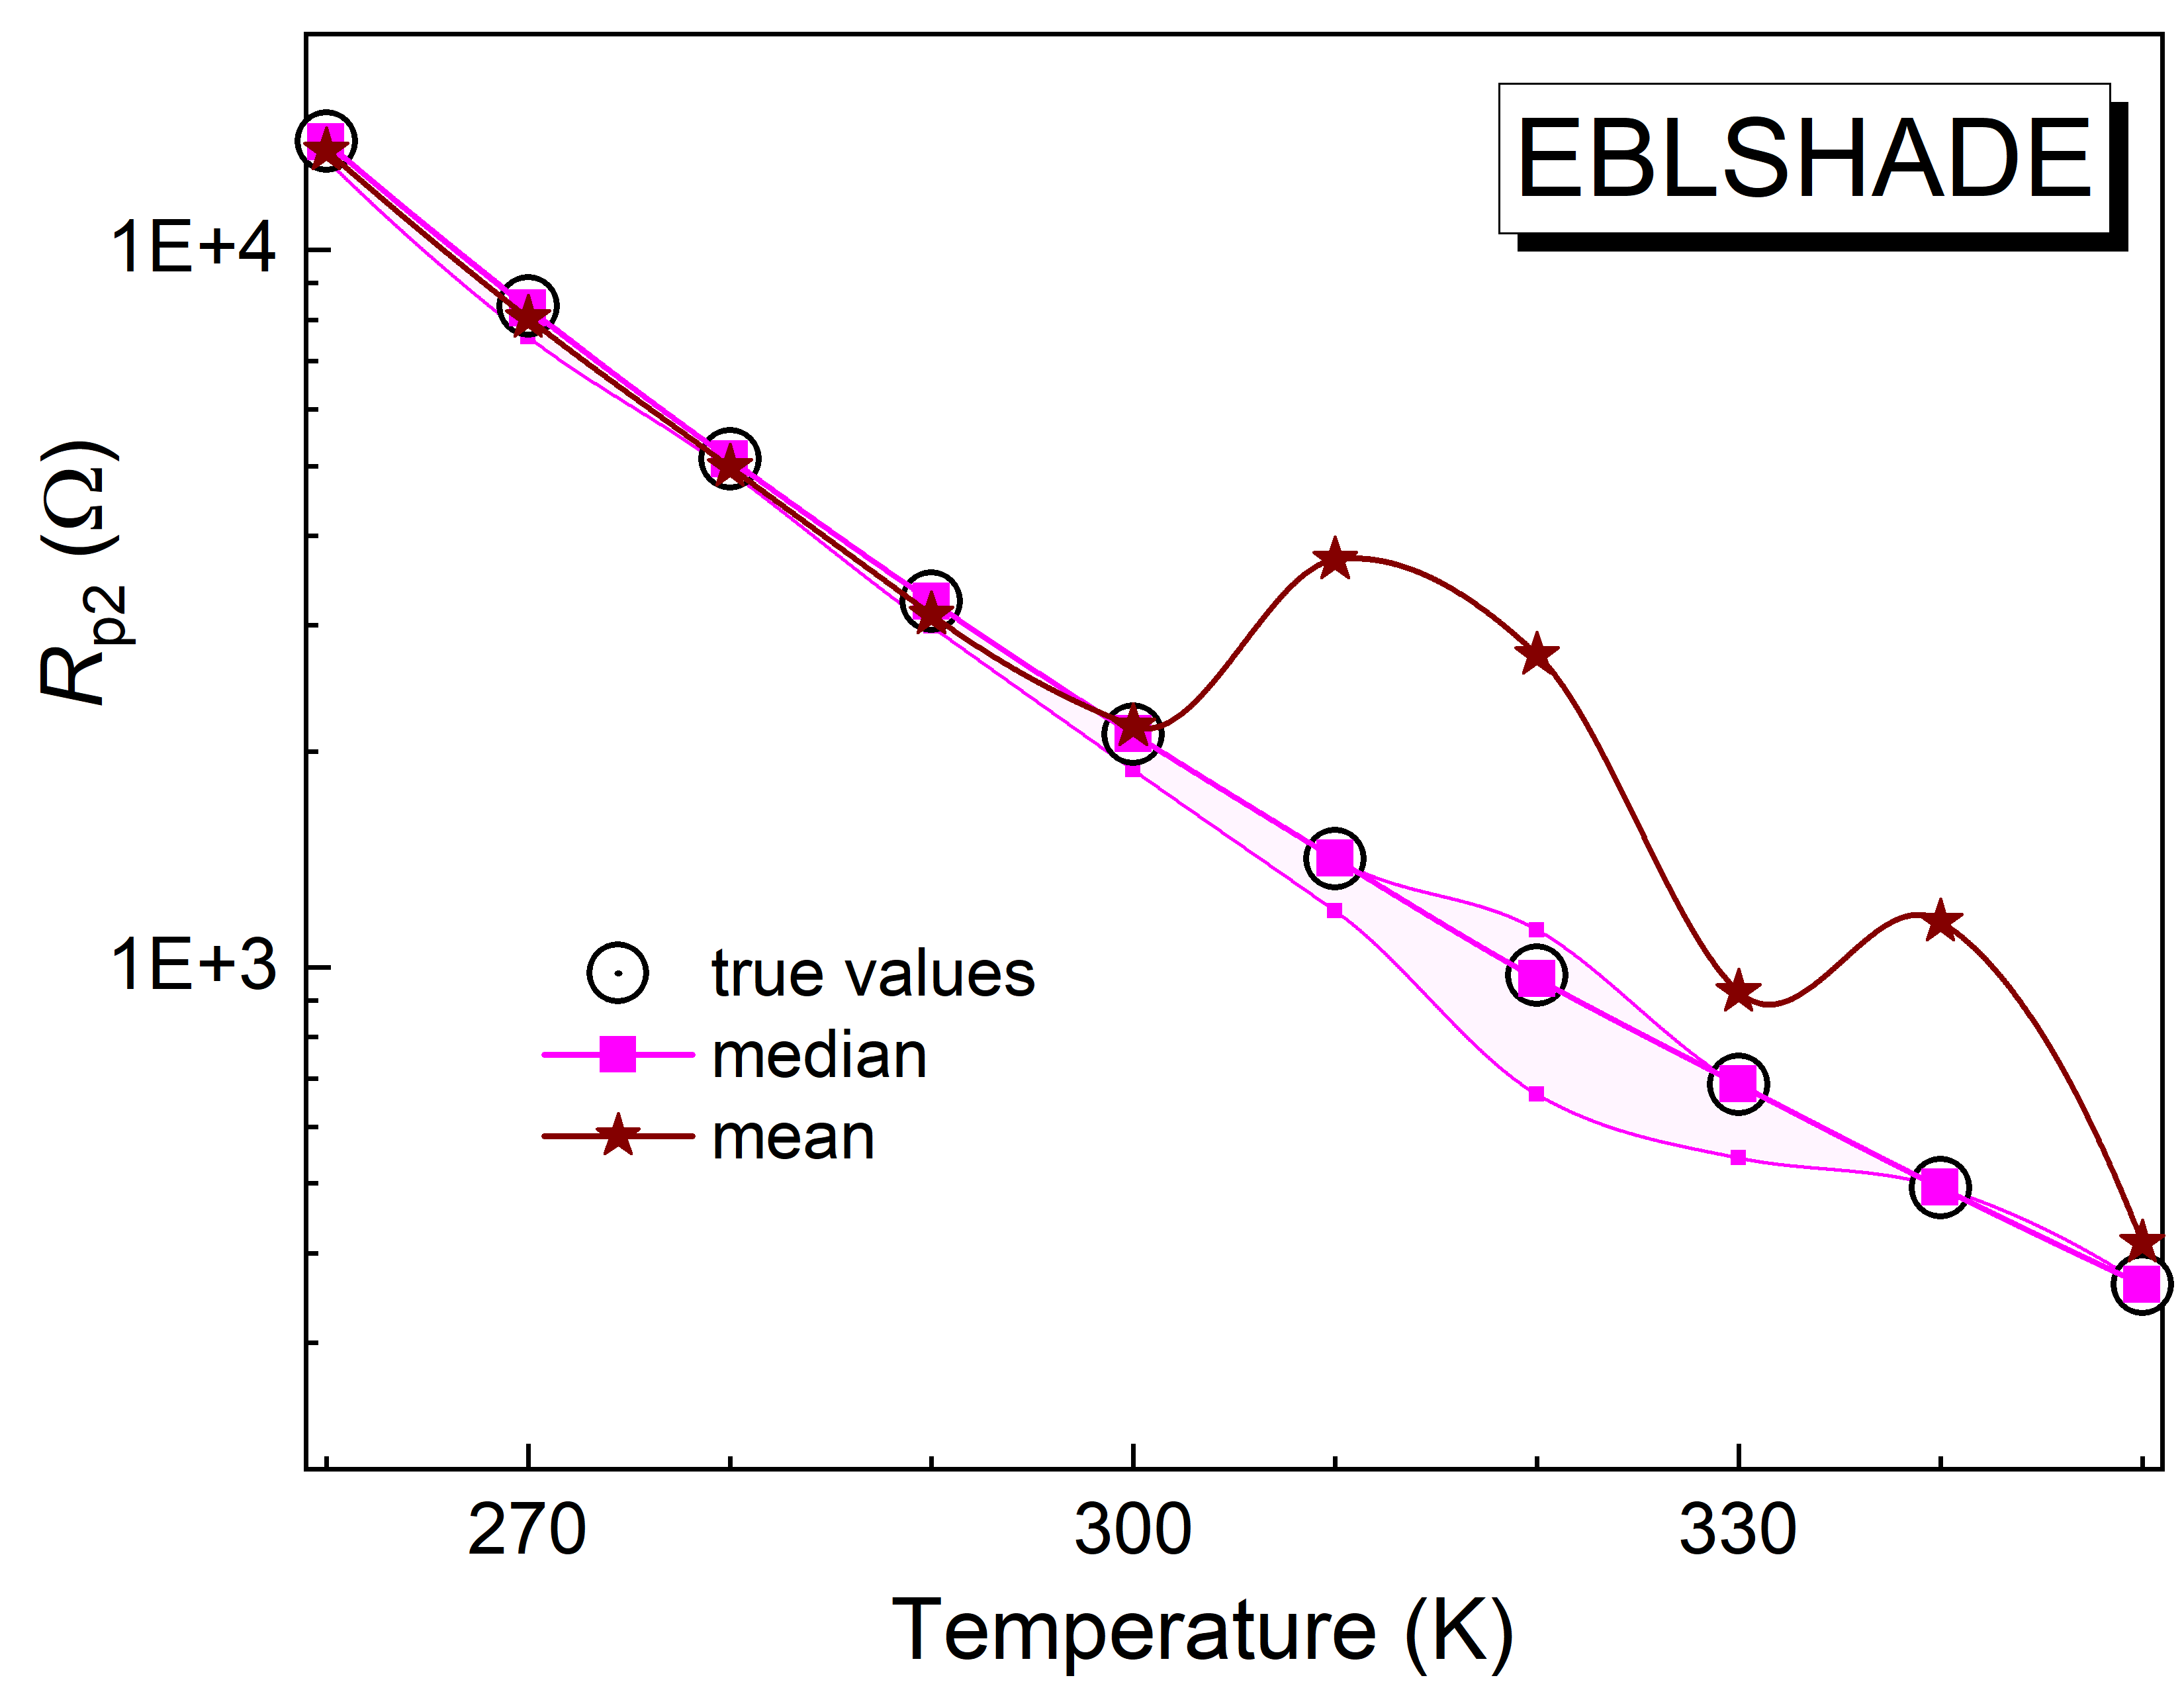 EBLSHADE
1E+4
1E+3
Rp2 (Ω)
true values
median
mean
270
300
330
Temperature (K)